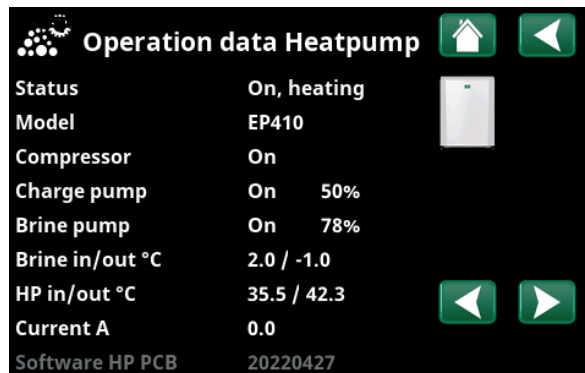 Operation data Heatpump
Status On, heating
Model EP410
Compressor On
Charge pump On 50%
Brine pump On 78%
Brine in/out °C 2.0 / -1.0
HP in/out °C 35.5 / 42.3
Current A 0.0
Software HP PCB 20220427